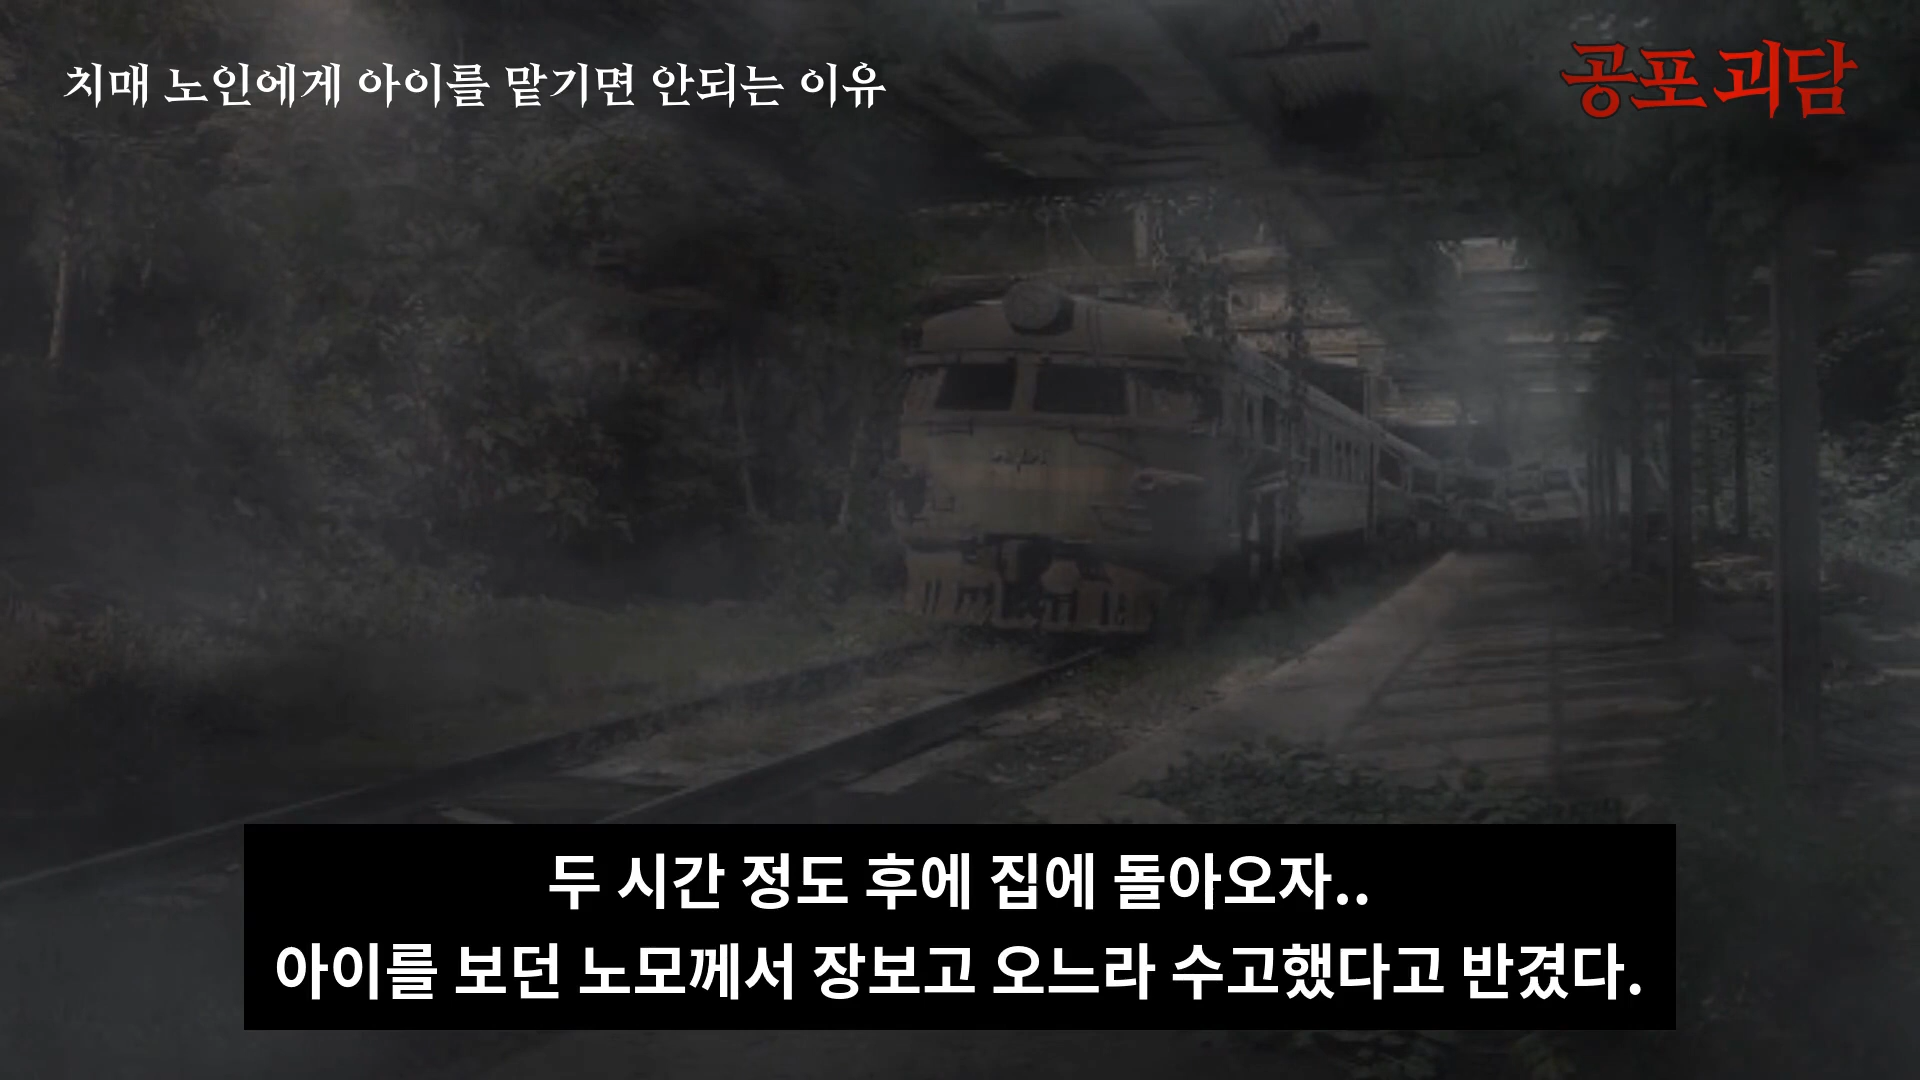 치매 노인에게 아이를 맡기면 안되는 이유
공포 괴담
두 시간 정도 후에 집에 돌아오자..
아이를 보던 노모께서 장보고 오느라 수고했다고 반겼다.